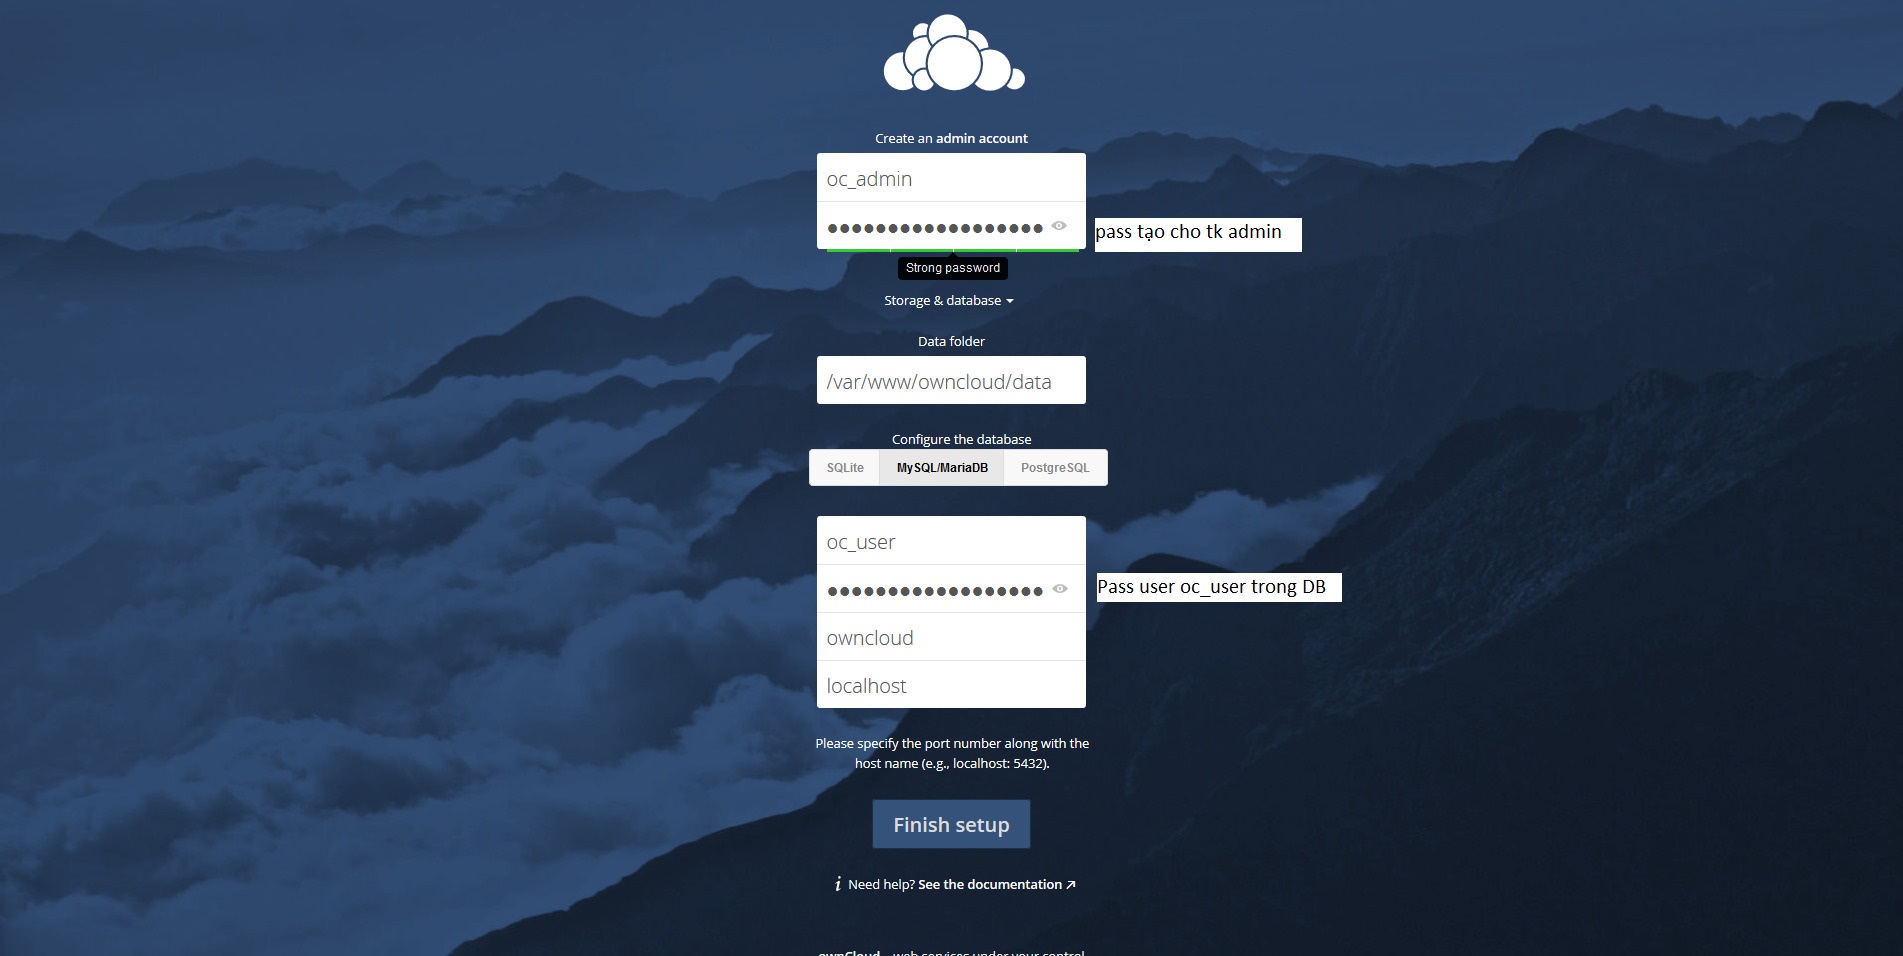 Create an admin account
oc_admin
●●●●●●●●●●●●●●●●●●
pass tạo cho tk admin
Strong password
Storage & database
Data folder
/var/www/owncloud/data
Configure the database
SQLite MySQL/MariaDB PostgreSQL
oc_user
●●●●●●●●●●●●●●●●●●
Pass user oc_user trong DB
owncloud
localhost
Please specify the port number along with the
host name (e.g., localhost: 5432).
Finish setup
i Need help? See the documentation ↗
ownCloud – web services under your control